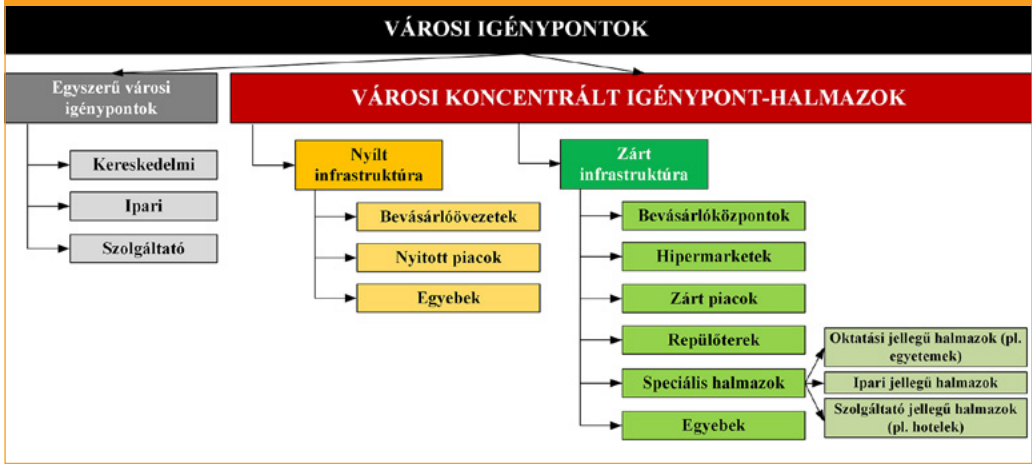 VÁROSI IGÉNYPONTOK
Egyszerű városi
igénypontok
Kereskedelmi
Ipari
Szolgáltató
VÁROSI KONCENTRÁLT IGÉNYPONT-HALMAZOK
Nyílt
infrastruktúra
Bevásárlóövezetek
Nyitott piacok
Egyebek
Zárt
infrastruktúra
Bevásárlóközpontok
Hipermarketek
Zárt piacok
Repülőterek
Speciális halmazok
Egyebek
Oktatási jellegű halmazok (pl.
egyetemek)
Ipari jellegű halmazok
Szolgáltató jellegű halmazok
(pl. hotelek)